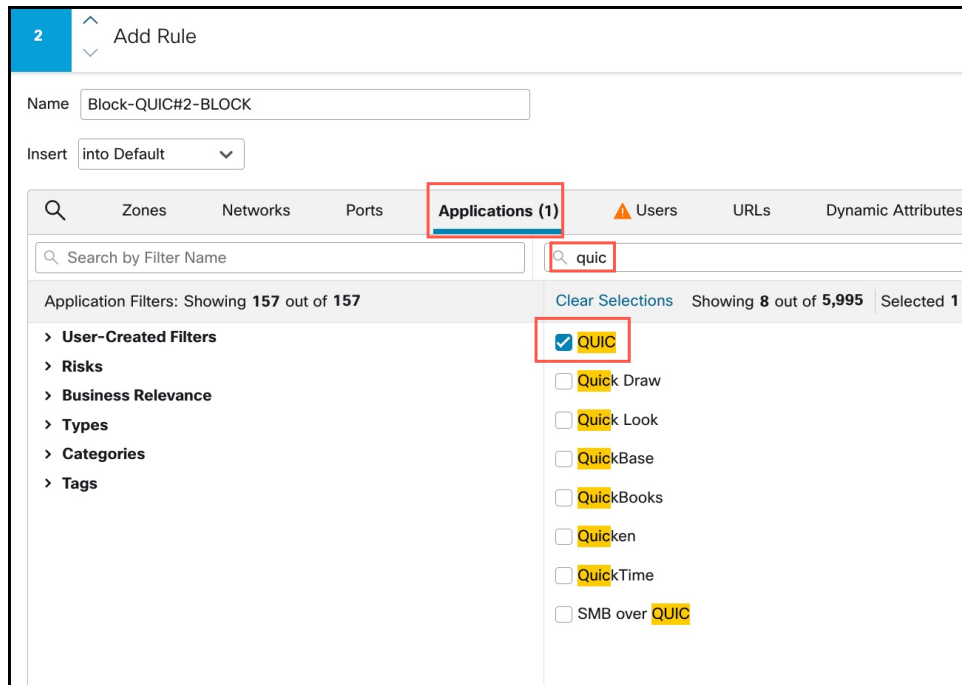 2
Add Rule
Name Block-QUIC#2-BLOCK
Insert into Default
Zones Networks Ports Applications (1) Users URLs Dynamic Attributes
Search by Filter Name
quic
Application Filters: Showing 157 out of 157
Clear Selections Showing 8 out of 5,995 Selected 1
User-Created Filters
Risks
Business Relevance
Types
Categories
Tags
QUIC
Quick Draw
Quick Look
QuickBase
QuickBooks
Quicken
QuickTime
SMB over QUIC